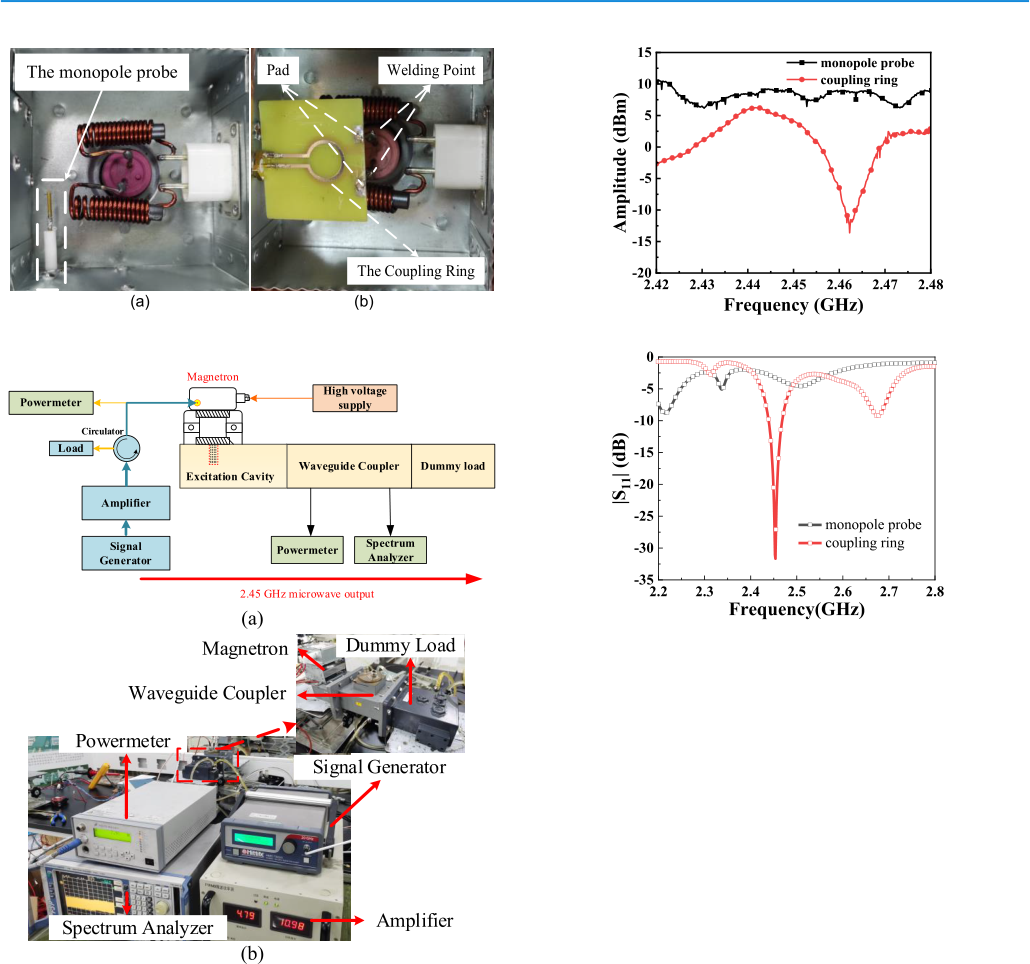 The monopole probe
Pad
Welding Point
The Coupling Ring
(a)
(b)
15
10
5
0
-5
-10
-15
-20
Amplitude (dBm)
monopole probe
coupling ring
2.42
2.43
2.44
2.45
2.46
2.47
2.48
Frequency (GHz)
Magnetron
Powermeter
High voltage
supply
Circulator
Load
Excitation Cavity
Waveguide Coupler
Dummy load
Amplifier
Signal
Generator
Powermeter
Spectrum
Analyzer
2.45 GHz microwave output
(a)
0
-5
-10
-15
-20
-25
-30
-35
|S11| (dB)
monopole probe
coupling ring
2.2
2.3
2.4
2.5
2.6
2.7
2.8
Frequency(GHz)
Magnetron
Dummy Load
Waveguide Coupler
Powermeter
Signal Generator
4.79
70.98
Spectrum Analyzer
Amplifier
(b)